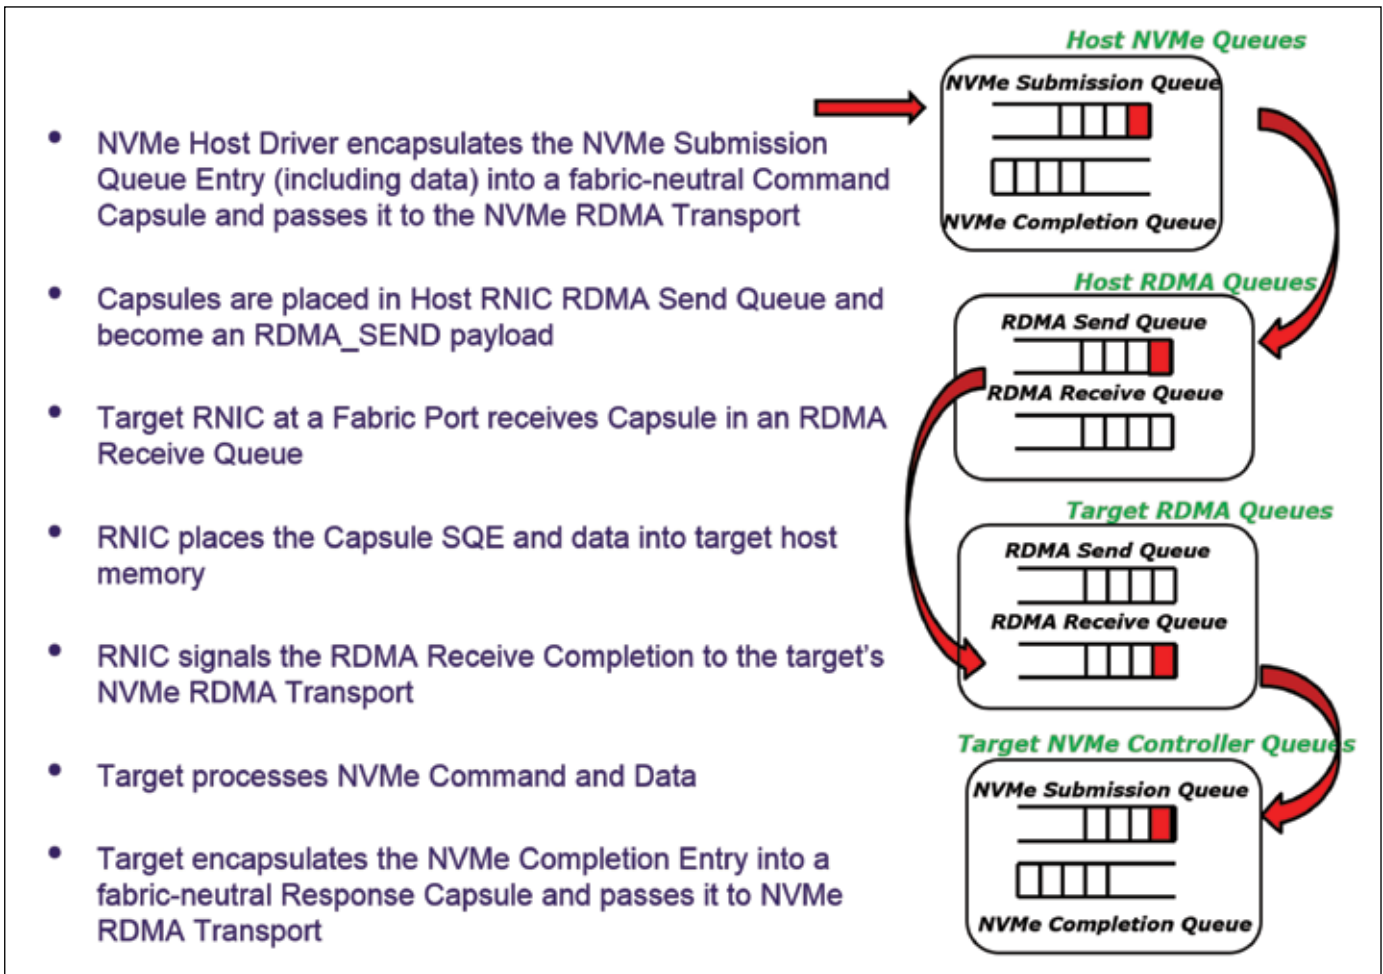 • NVMe Host Driver encapsulates the NVMe Submission
Queue Entry (including data) into a fabric-neutral Command
Capsule and passes it to the NVMe RDMA Transport
• Capsules are placed in Host RNIC RDMA Send Queue and
become an RDMA_SEND payload
• Target RNIC at a Fabric Port receives Capsule in an RDMA
Receive Queue
• RNIC places the Capsule SQE and data into target host
memory
• RNIC signals the RDMA Receive Completion to the target's
NVMe RDMA Transport
• Target processes NVMe Command and Data
• Target encapsulates the NVMe Completion Entry into a
fabric-neutral Response Capsule and passes it to NVMe
RDMA Transport
Host NVMe Queues
NVMe Submission Queue
NVMe Completion Queue
Host RDMA Queues
RDMA Send Queue
RDMA Receive Queue
Target RDMA Queues
RDMA Send Queue
RDMA Receive Queue
Target NVMe Controller Queues
NVMe Submission Queue
NVMe Completion Queue